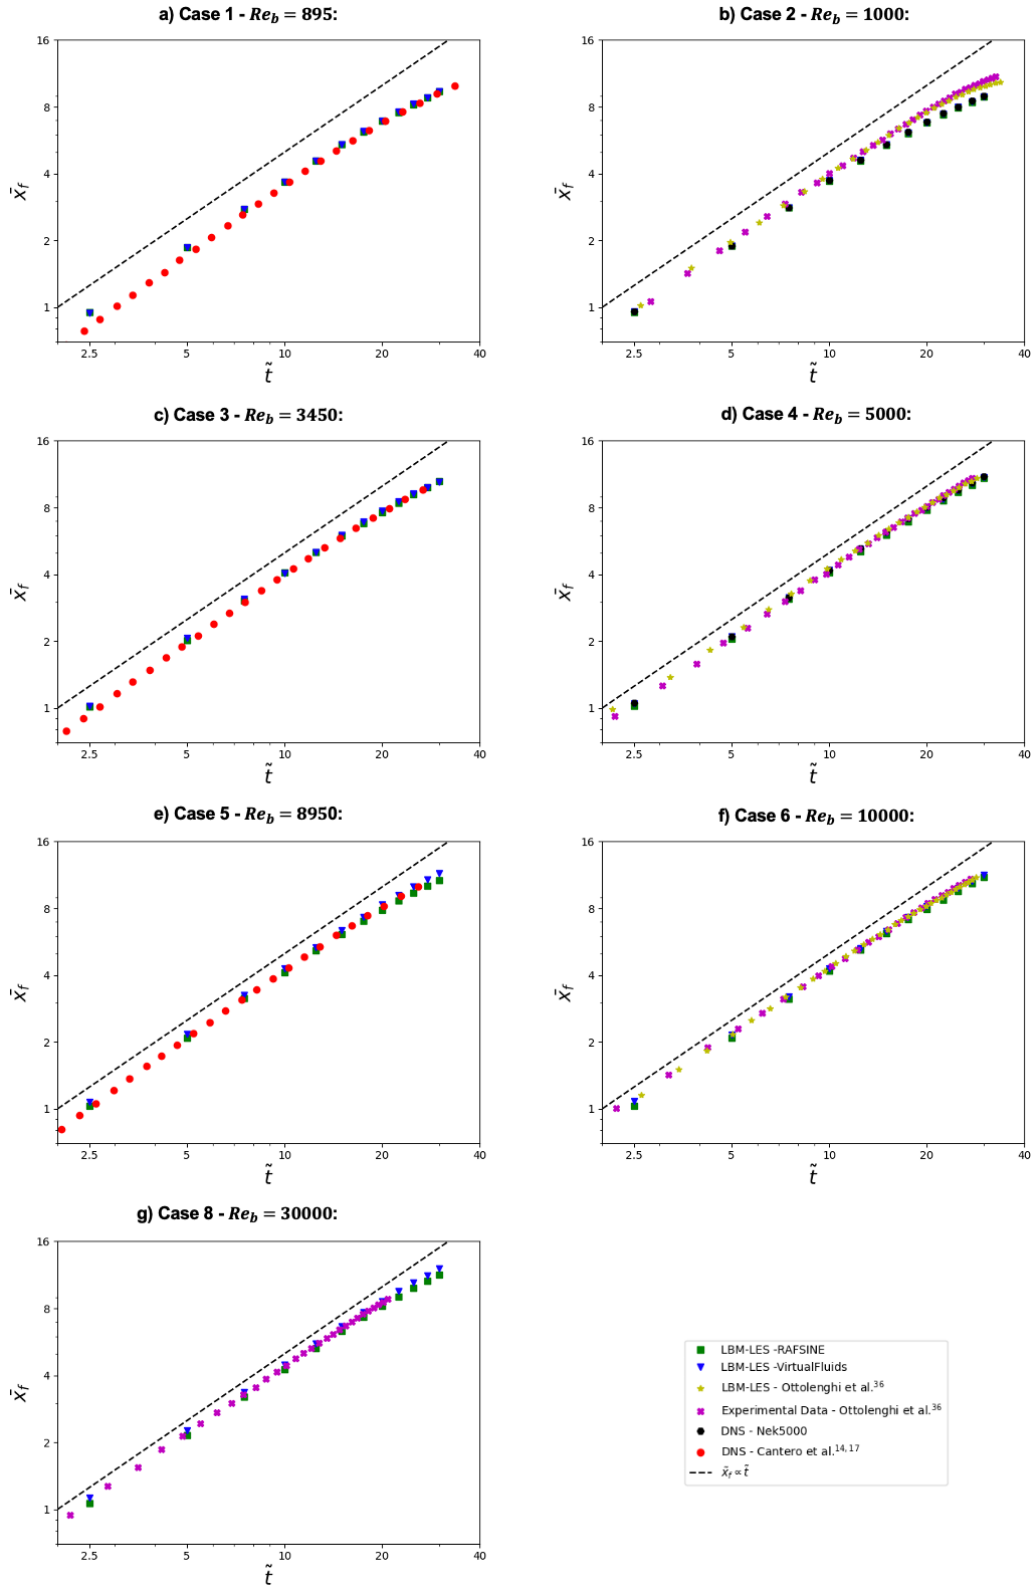 a) Case 1 - Re_b = 895:
16
8
4
2
1
x̄_f
2.5 5 10 20 40
t̃
b) Case 2 - Re_b = 1000:
16
8
4
2
1
x̄_f
2.5 5 10 20 40
t̃
c) Case 3 - Re_b = 3450:
16
8
4
2
1
x̄_f
2.5 5 10 20 40
t̃
d) Case 4 - Re_b = 5000:
16
8
4
2
1
x̄_f
2.5 5 10 20 40
t̃
e) Case 5 - Re_b = 8950:
16
8
4
2
1
x̄_f
2.5 5 10 20 40
t̃
f) Case 6 - Re_b = 10000:
16
8
4
2
1
x̄_f
2.5 5 10 20 40
t̃
g) Case 8 - Re_b = 30000:
16
8
4
2
1
x̄_f
2.5 5 10 20 40
t̃
LBM-LES -RAFSINE
LBM-LES -VirtualFluids
LBM-LES - Ottolenghi et al.³⁶
Experimental Data - Ottolenghi et al.³⁶
DNS - Nek5000
DNS - Cantero et al.¹⁴,¹⁷
x̄_f ∝ t̃